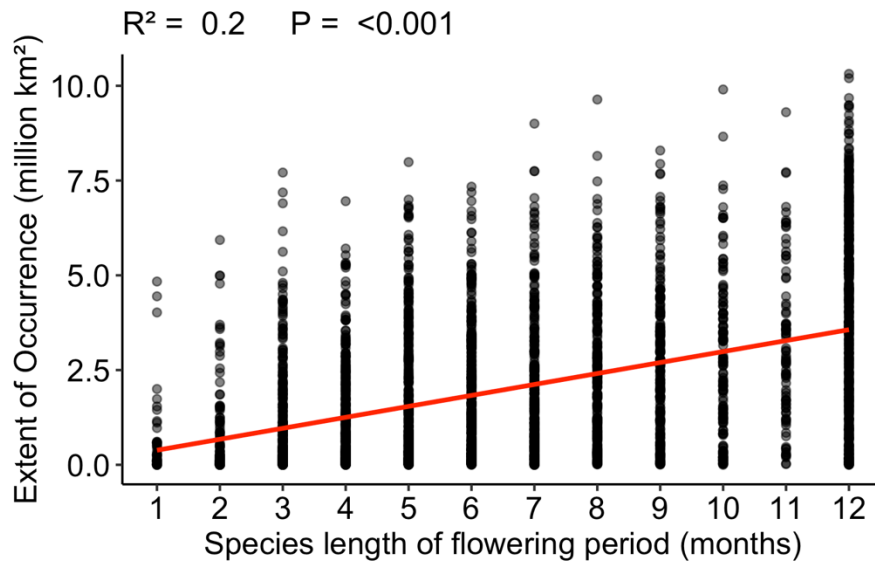 R² = 0.2 P = <0.001
Extent of Occurrence (million km²)
10.0
7.5
5.0
2.5
0.0
1 2 3 4 5 6 7 8 9 10 11 12
Species length of flowering period (months)